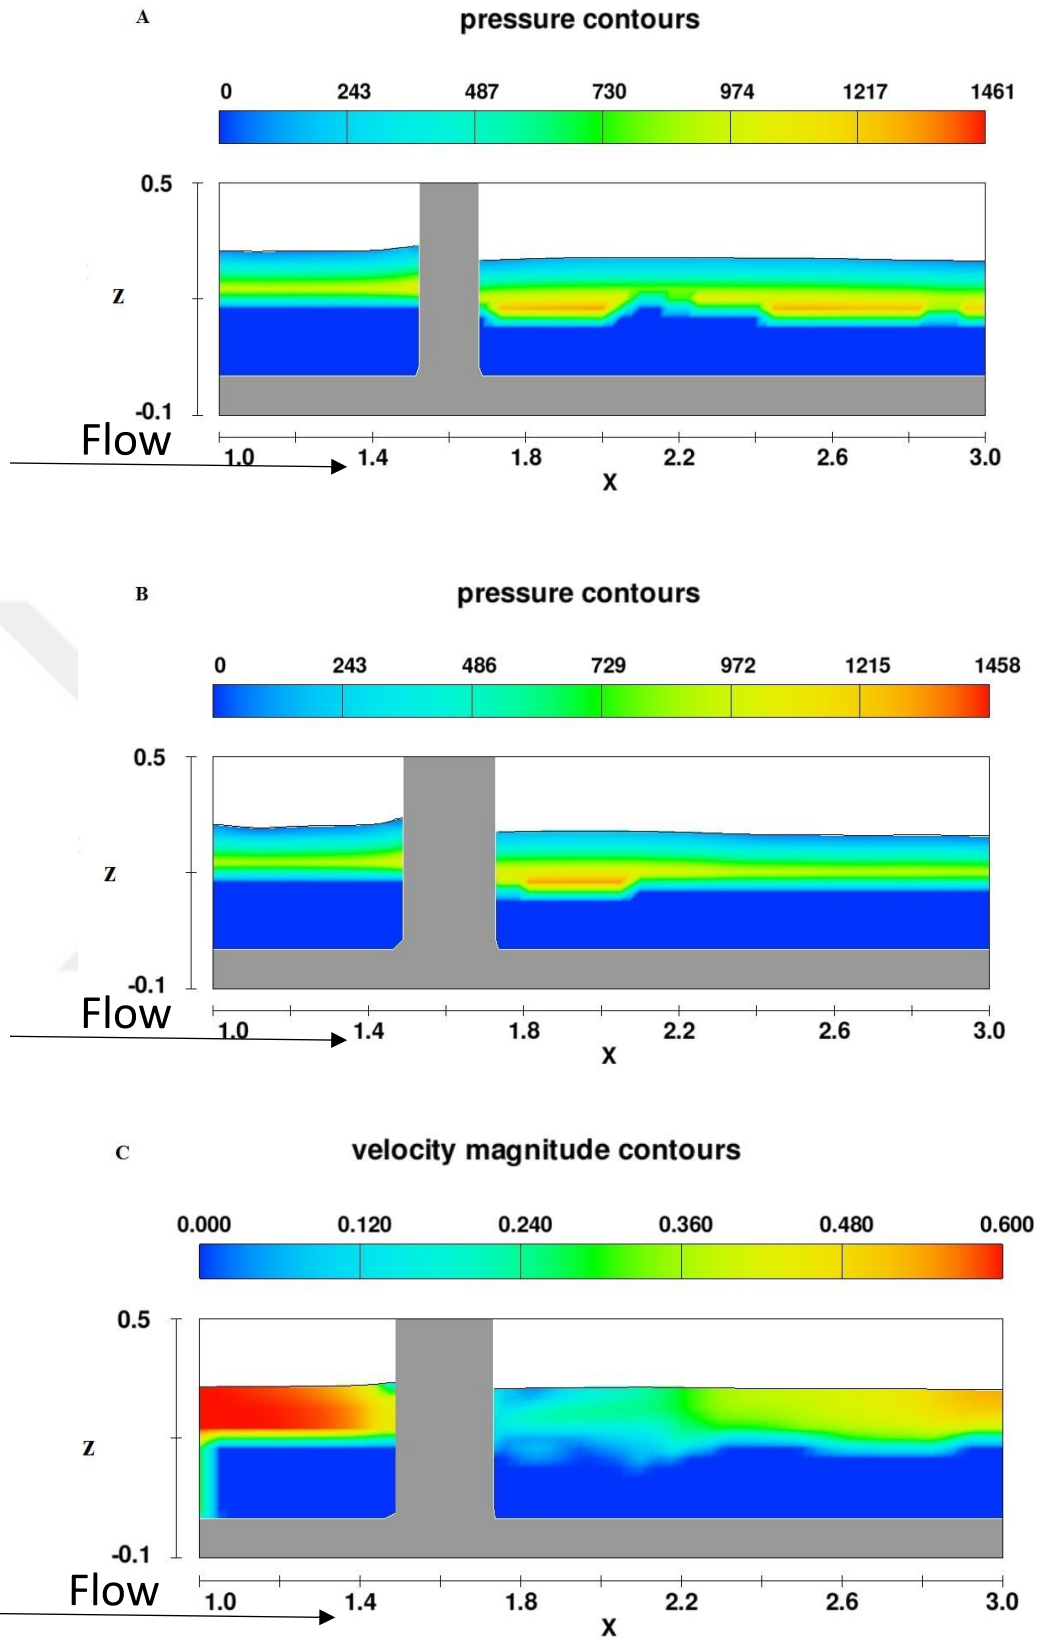 A
pressure contours
0 243 487 730 974 1217 1461
0.5
z
-0.1
Flow
1.0 1.4 1.8 2.2 2.6 3.0
X
B
pressure contours
0 243 486 729 972 1215 1458
0.5
z
-0.1
Flow
1.0 1.4 1.8 2.2 2.6 3.0
X
C
velocity magnitude contours
0.000 0.120 0.240 0.360 0.480 0.600
0.5
z
-0.1
Flow
1.0 1.4 1.8 2.2 2.6 3.0
X